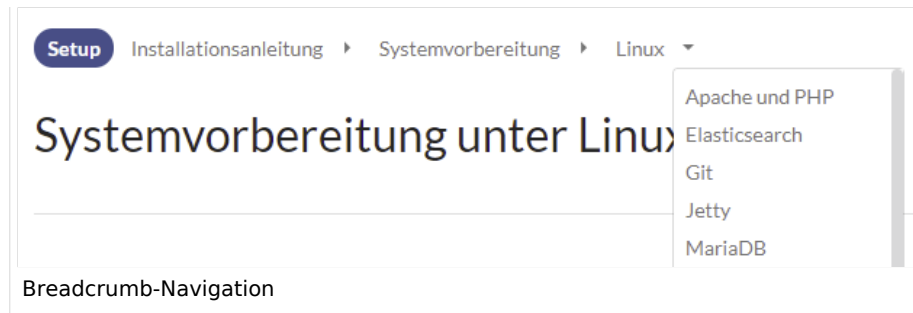 Setup Installationsanleitung Systemvorbereitung Linux
Apache und PHP
Systemvorbereitung unter Linux
Elasticsearch
Git
Jetty
MariaDB
Breadcrumb-Navigation